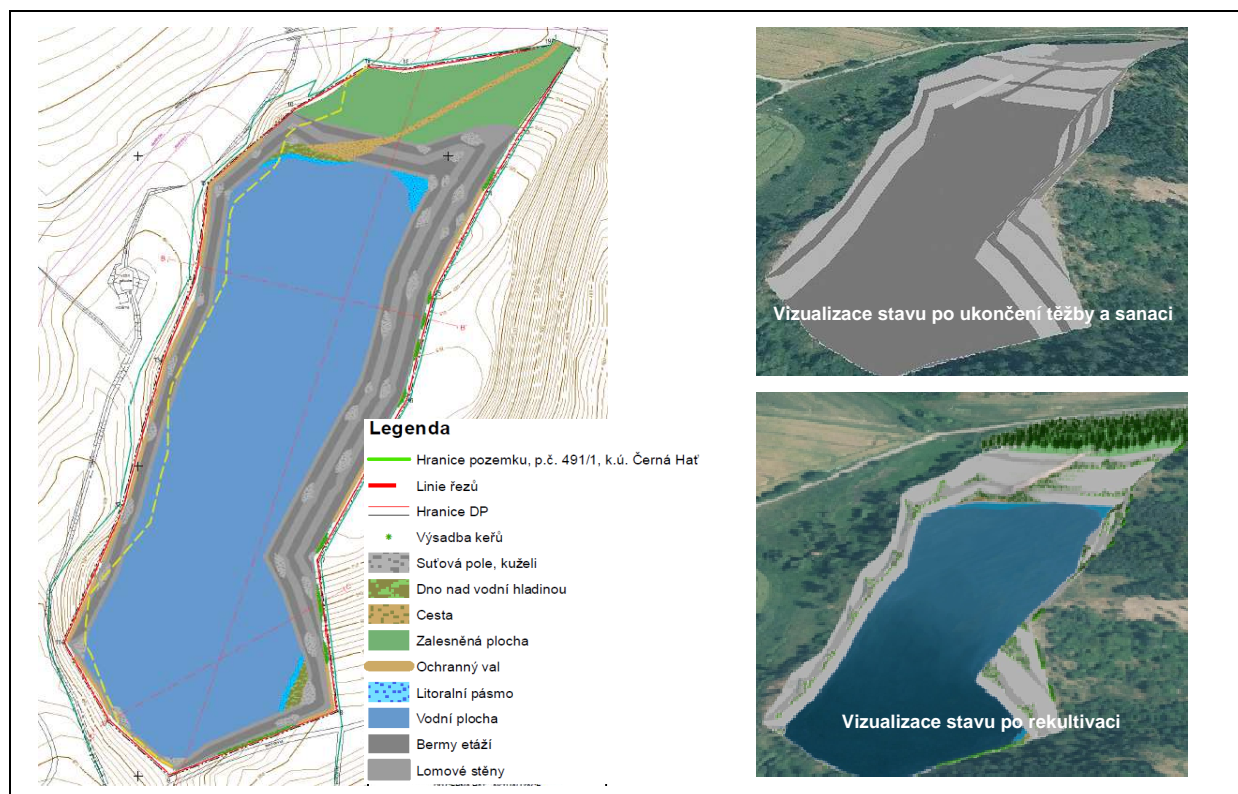 Legenda
Hranice pozemku, p.č. 491/1, k.ú. Černá Hať
Linie řezů
Hranice DP
Výsadba keřů
Suťová pole, kuželi
Dno nad vodní hladinou
Cesta
Zalesněná plocha
Ochranný val
Litoralní pásmo
Vodní plocha
Bermy etáží
Lomové stěny
Vizualizace stavu po ukončení těžby a sanaci
Vizualizace stavu po rekultivaci